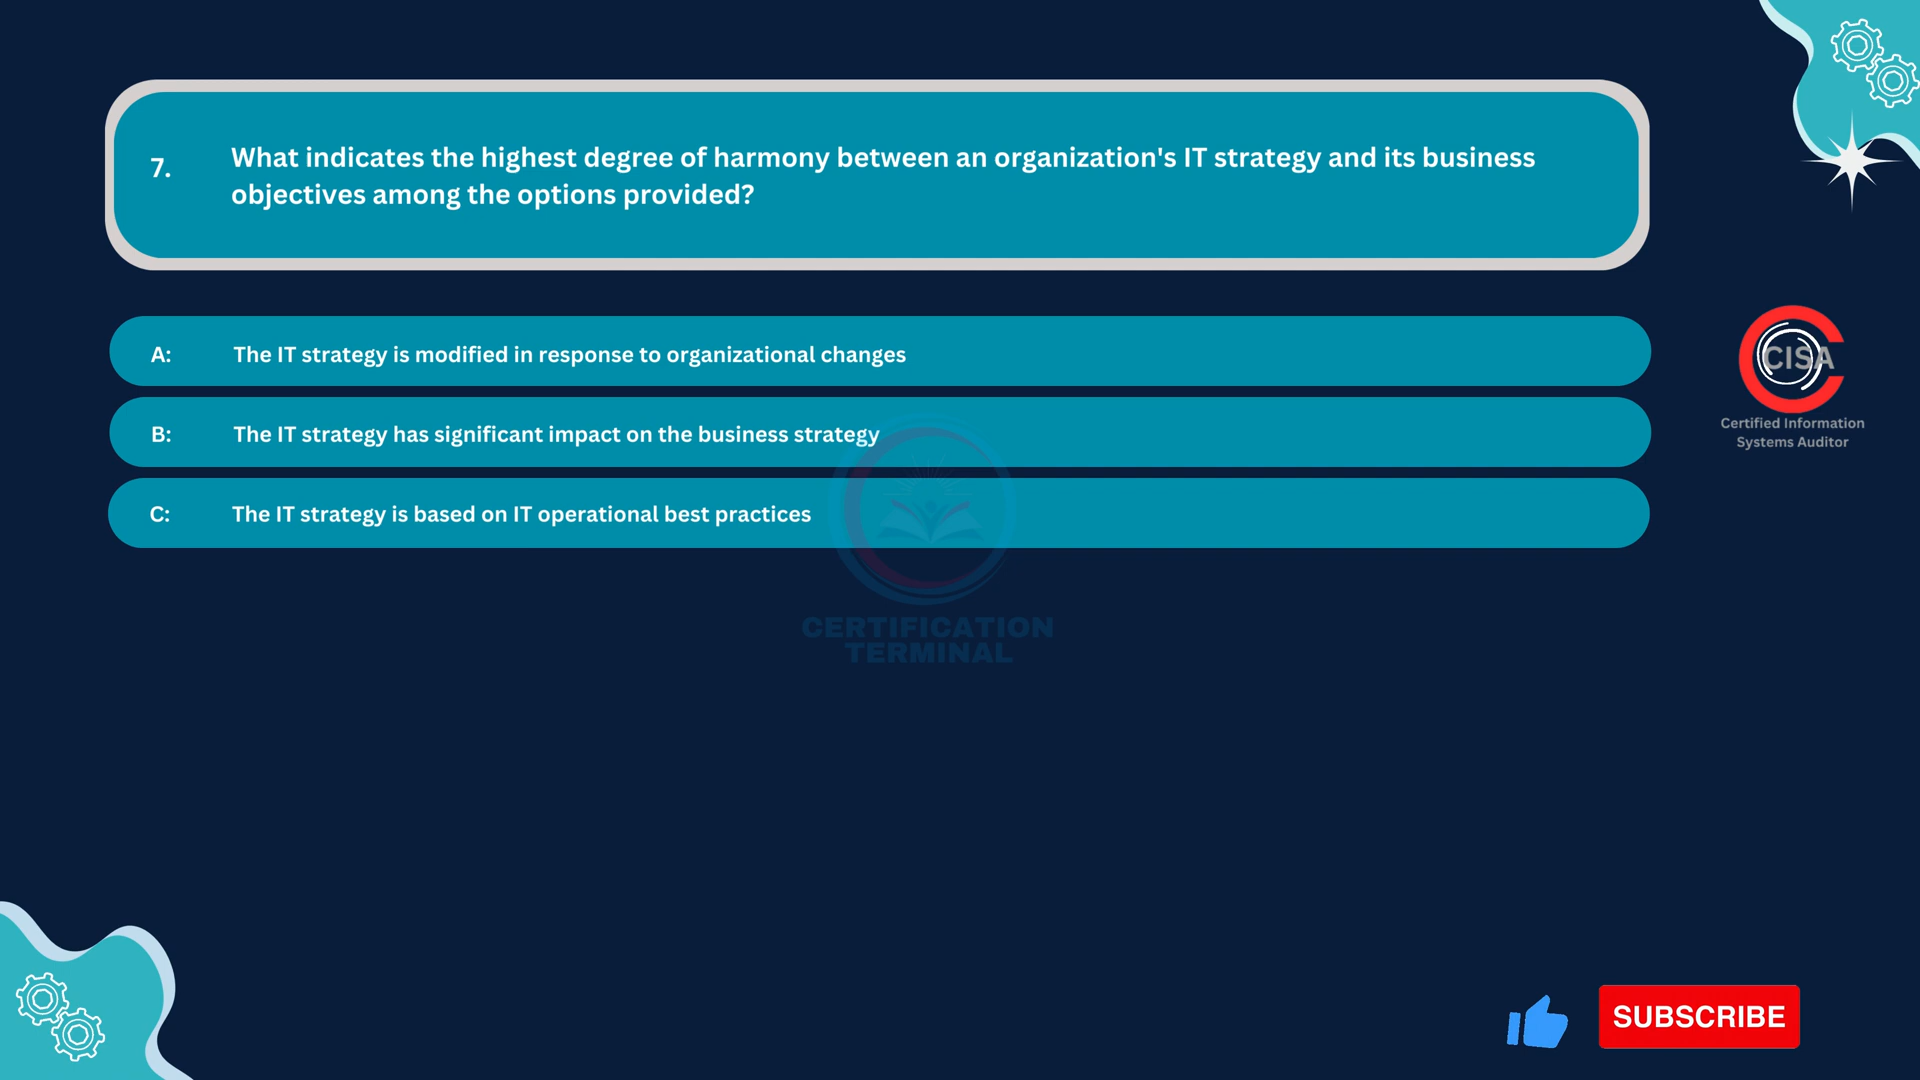 7.
What indicates the highest degree of harmony between an organization's IT strategy and its business
objectives among the options provided?
A: The IT strategy is modified in response to organizational changes
B: The IT strategy has significant impact on the business strategy
C: The IT strategy is based on IT operational best practices
CISA
Certified Information
Systems Auditor
CERTIFICATION
TERMINAL
SUBSCRIBE